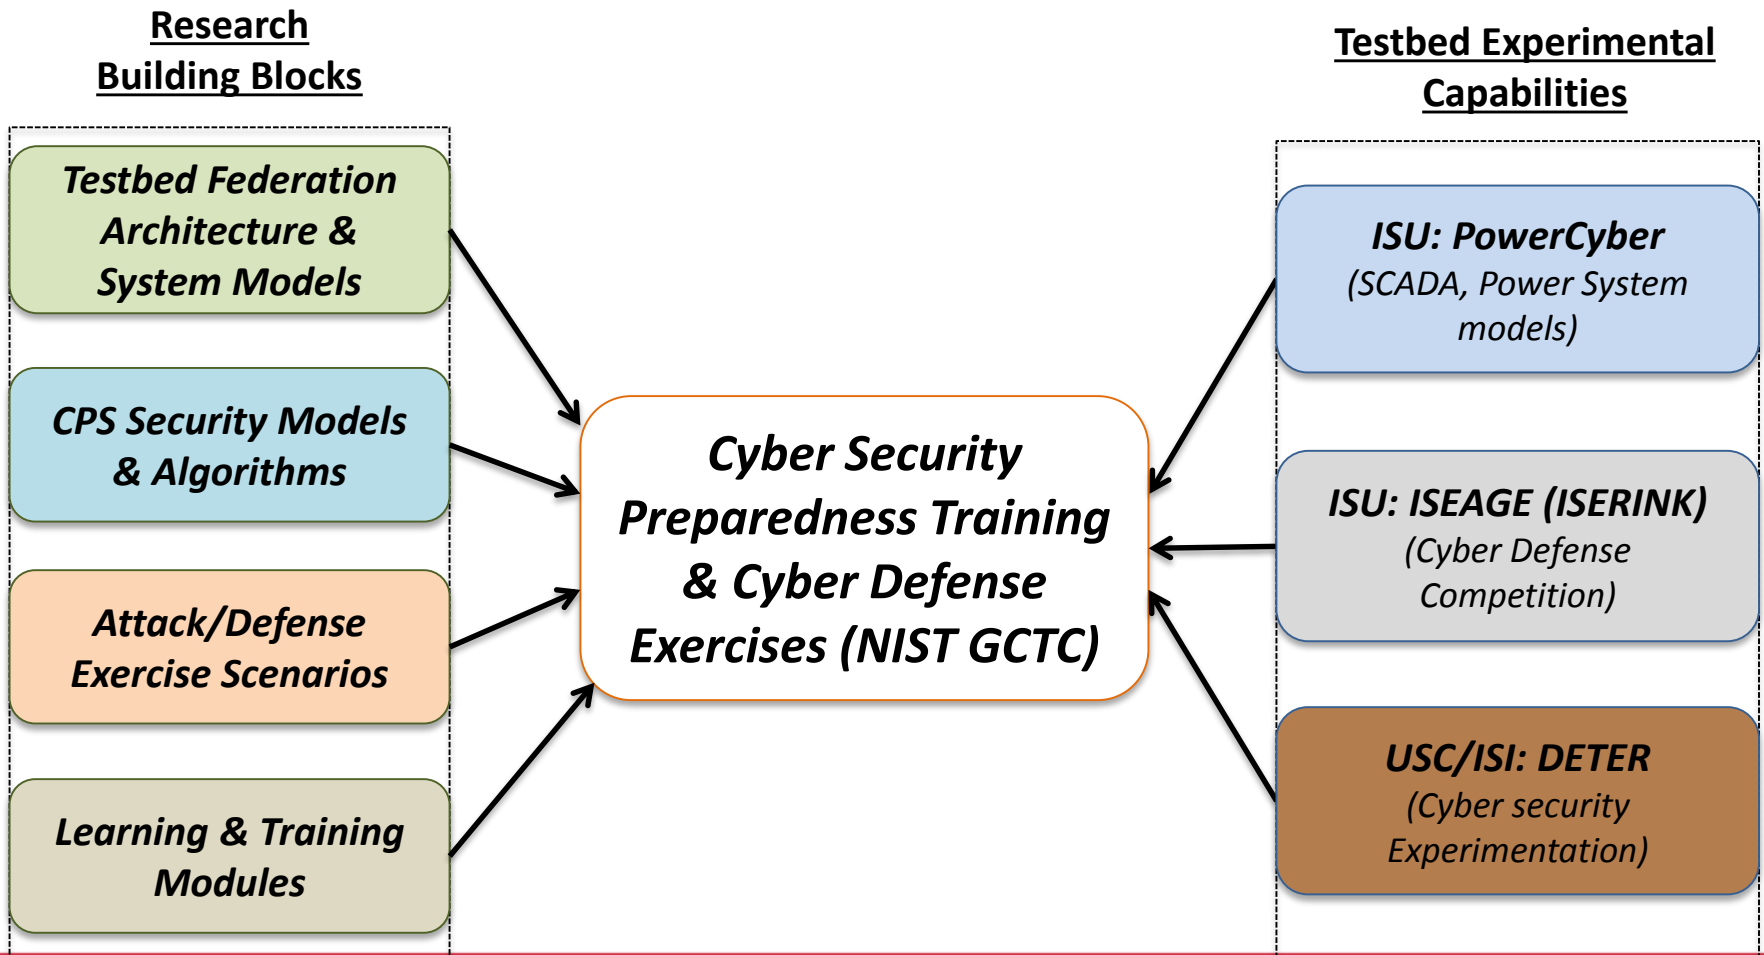 Research
Building Blocks
Testbed Federation
Architecture &
System Models
CPS Security Models
& Algorithms
Attack/Defense
Exercise Scenarios
Learning & Training
Modules
Cyber Security
Preparedness Training
& Cyber Defense
Exercises (NIST GCTC)
Testbed Experimental
Capabilities
ISU: PowerCyber
(SCADA, Power System
models)
ISU: ISEAGE (ISERINK)
(Cyber Defense
Competition)
USC/ISI: DETER
(Cyber security
Experimentation)